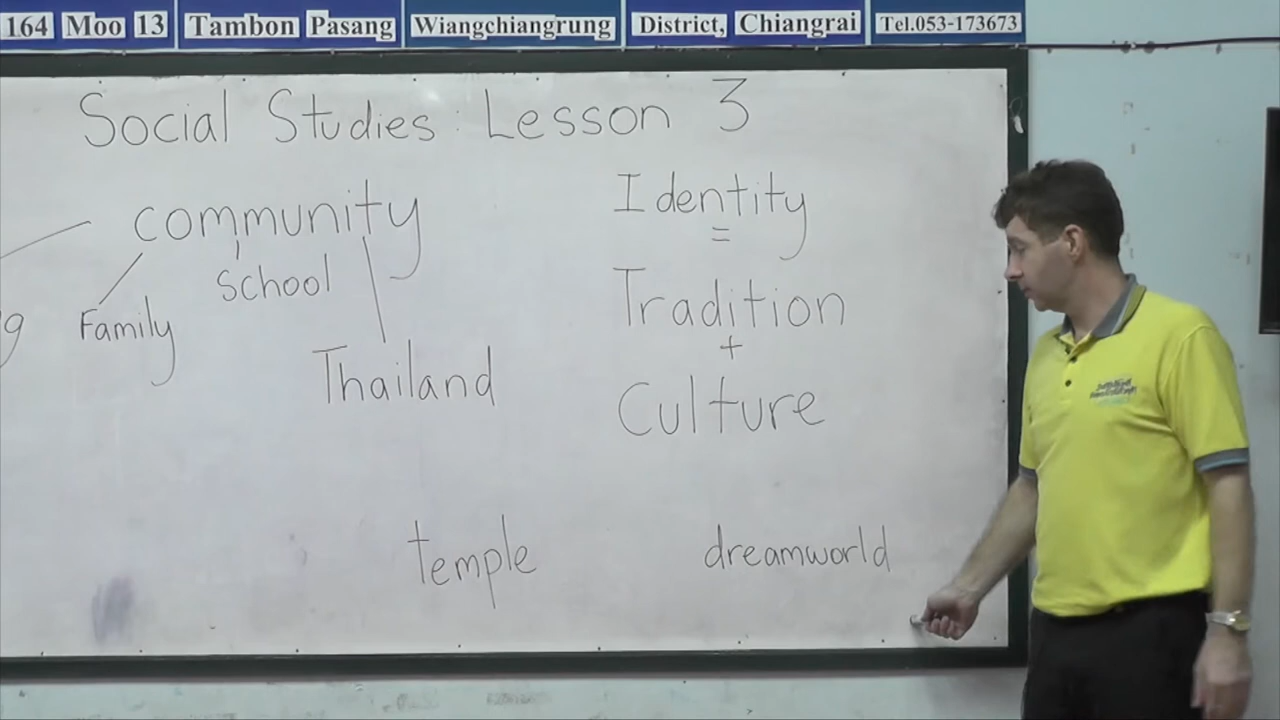 164 Moo 13 Tambon Pasang Wiangchiangrung District, Chiangrai Tel.053-173673
Social Studies: Lesson 3
community
school
Family
Thailand
Identity
=
Tradition
+
Culture
temple
dreamworld